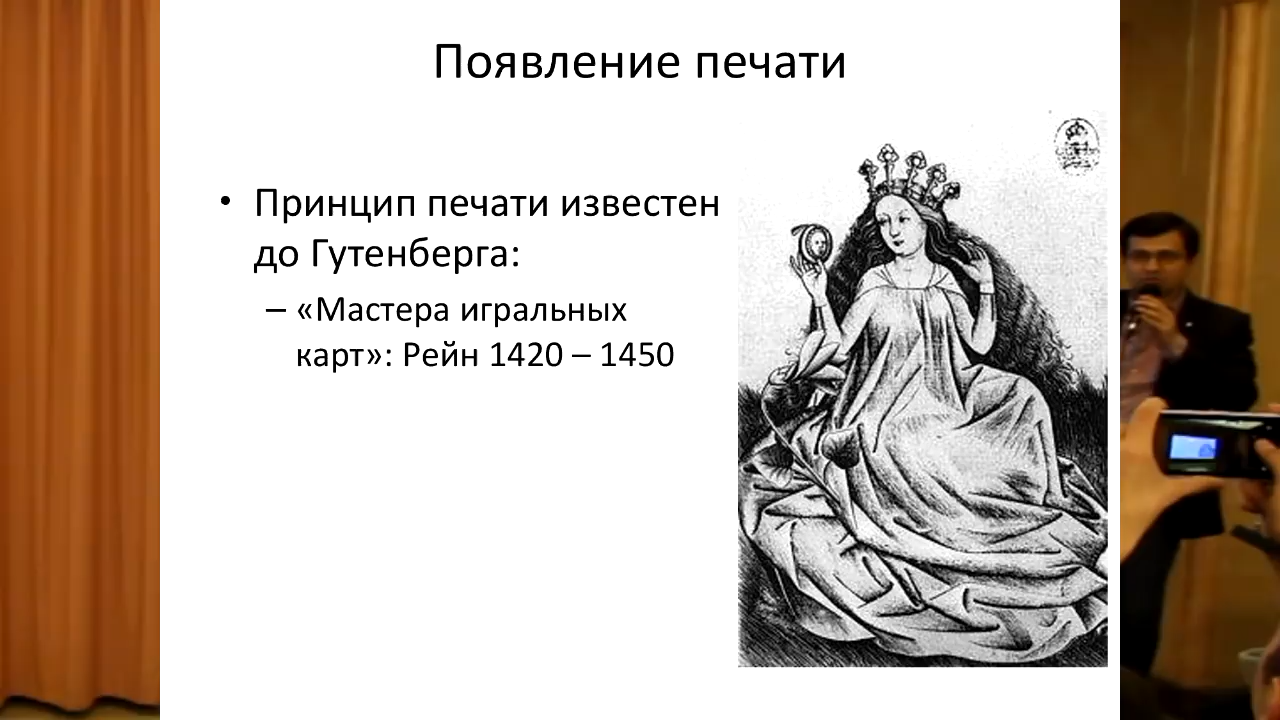 Появление печати
• Принцип печати известен
до Гутенберга:
– «Мастера игральных
карт»: Рейн 1420 – 1450